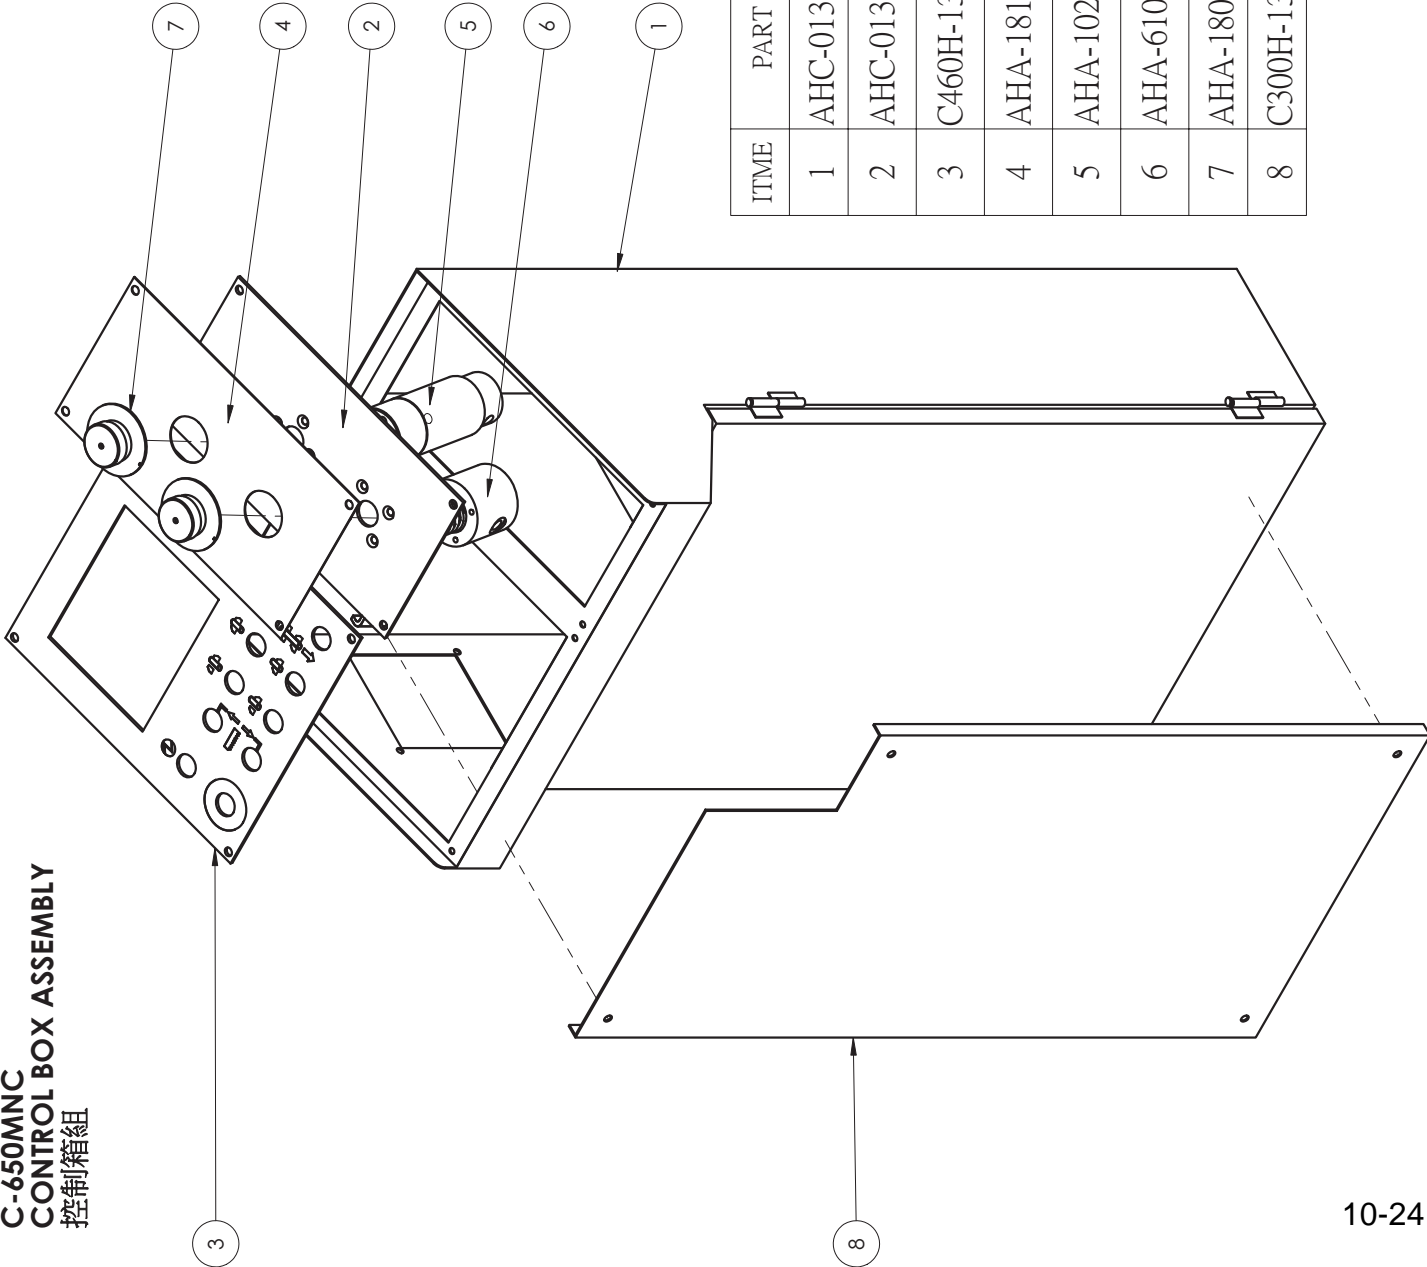 C-650MNC
CONTROL BOX ASSEMBLY
控制箱組
7
4
2
5
6
1
3
8
ITME PART
1 AHC-013
2 AHC-013
3 C460H-13
4 AHA-181
5 AHA-102
6 AHA-610
7 AHA-180
8 C300H-13
10-24